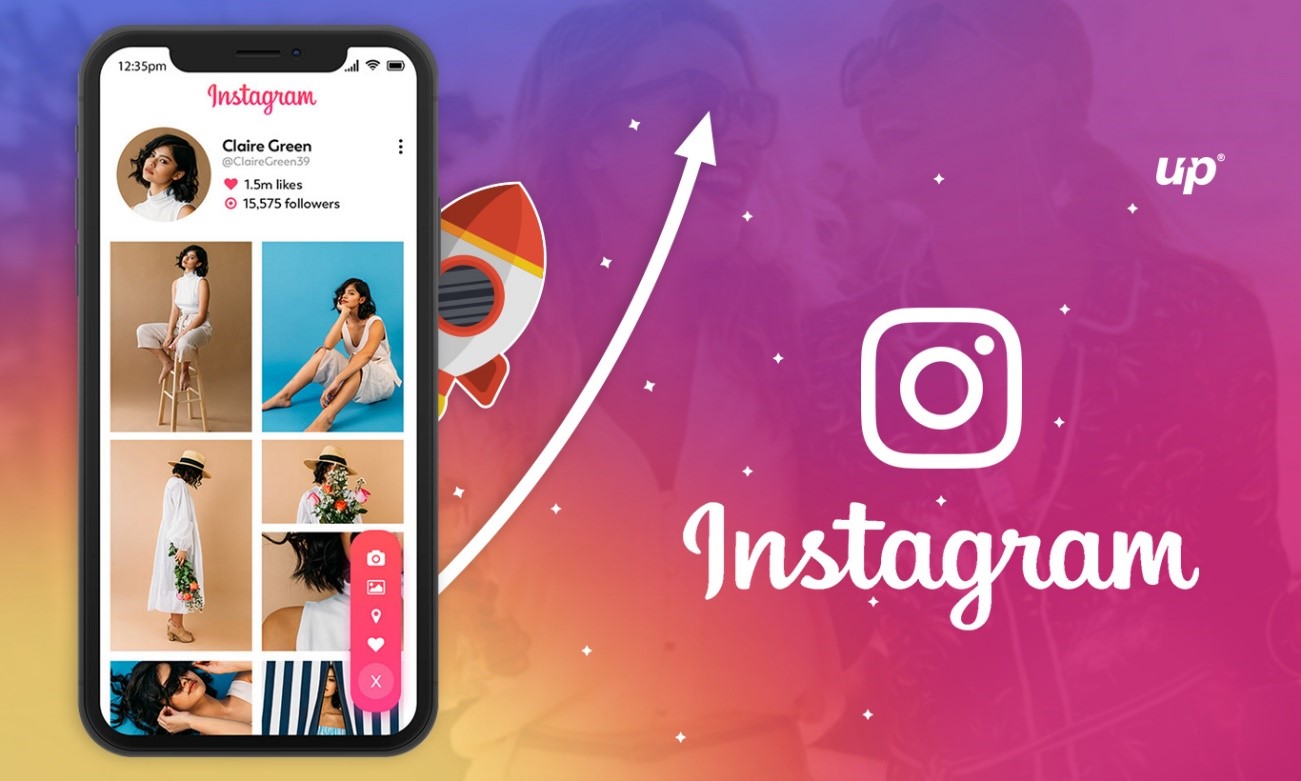 12:35pm
Instagram
Claire Green
@ClaireGreen39
1.5m likes
15,575 followers
X
up®
Instagram